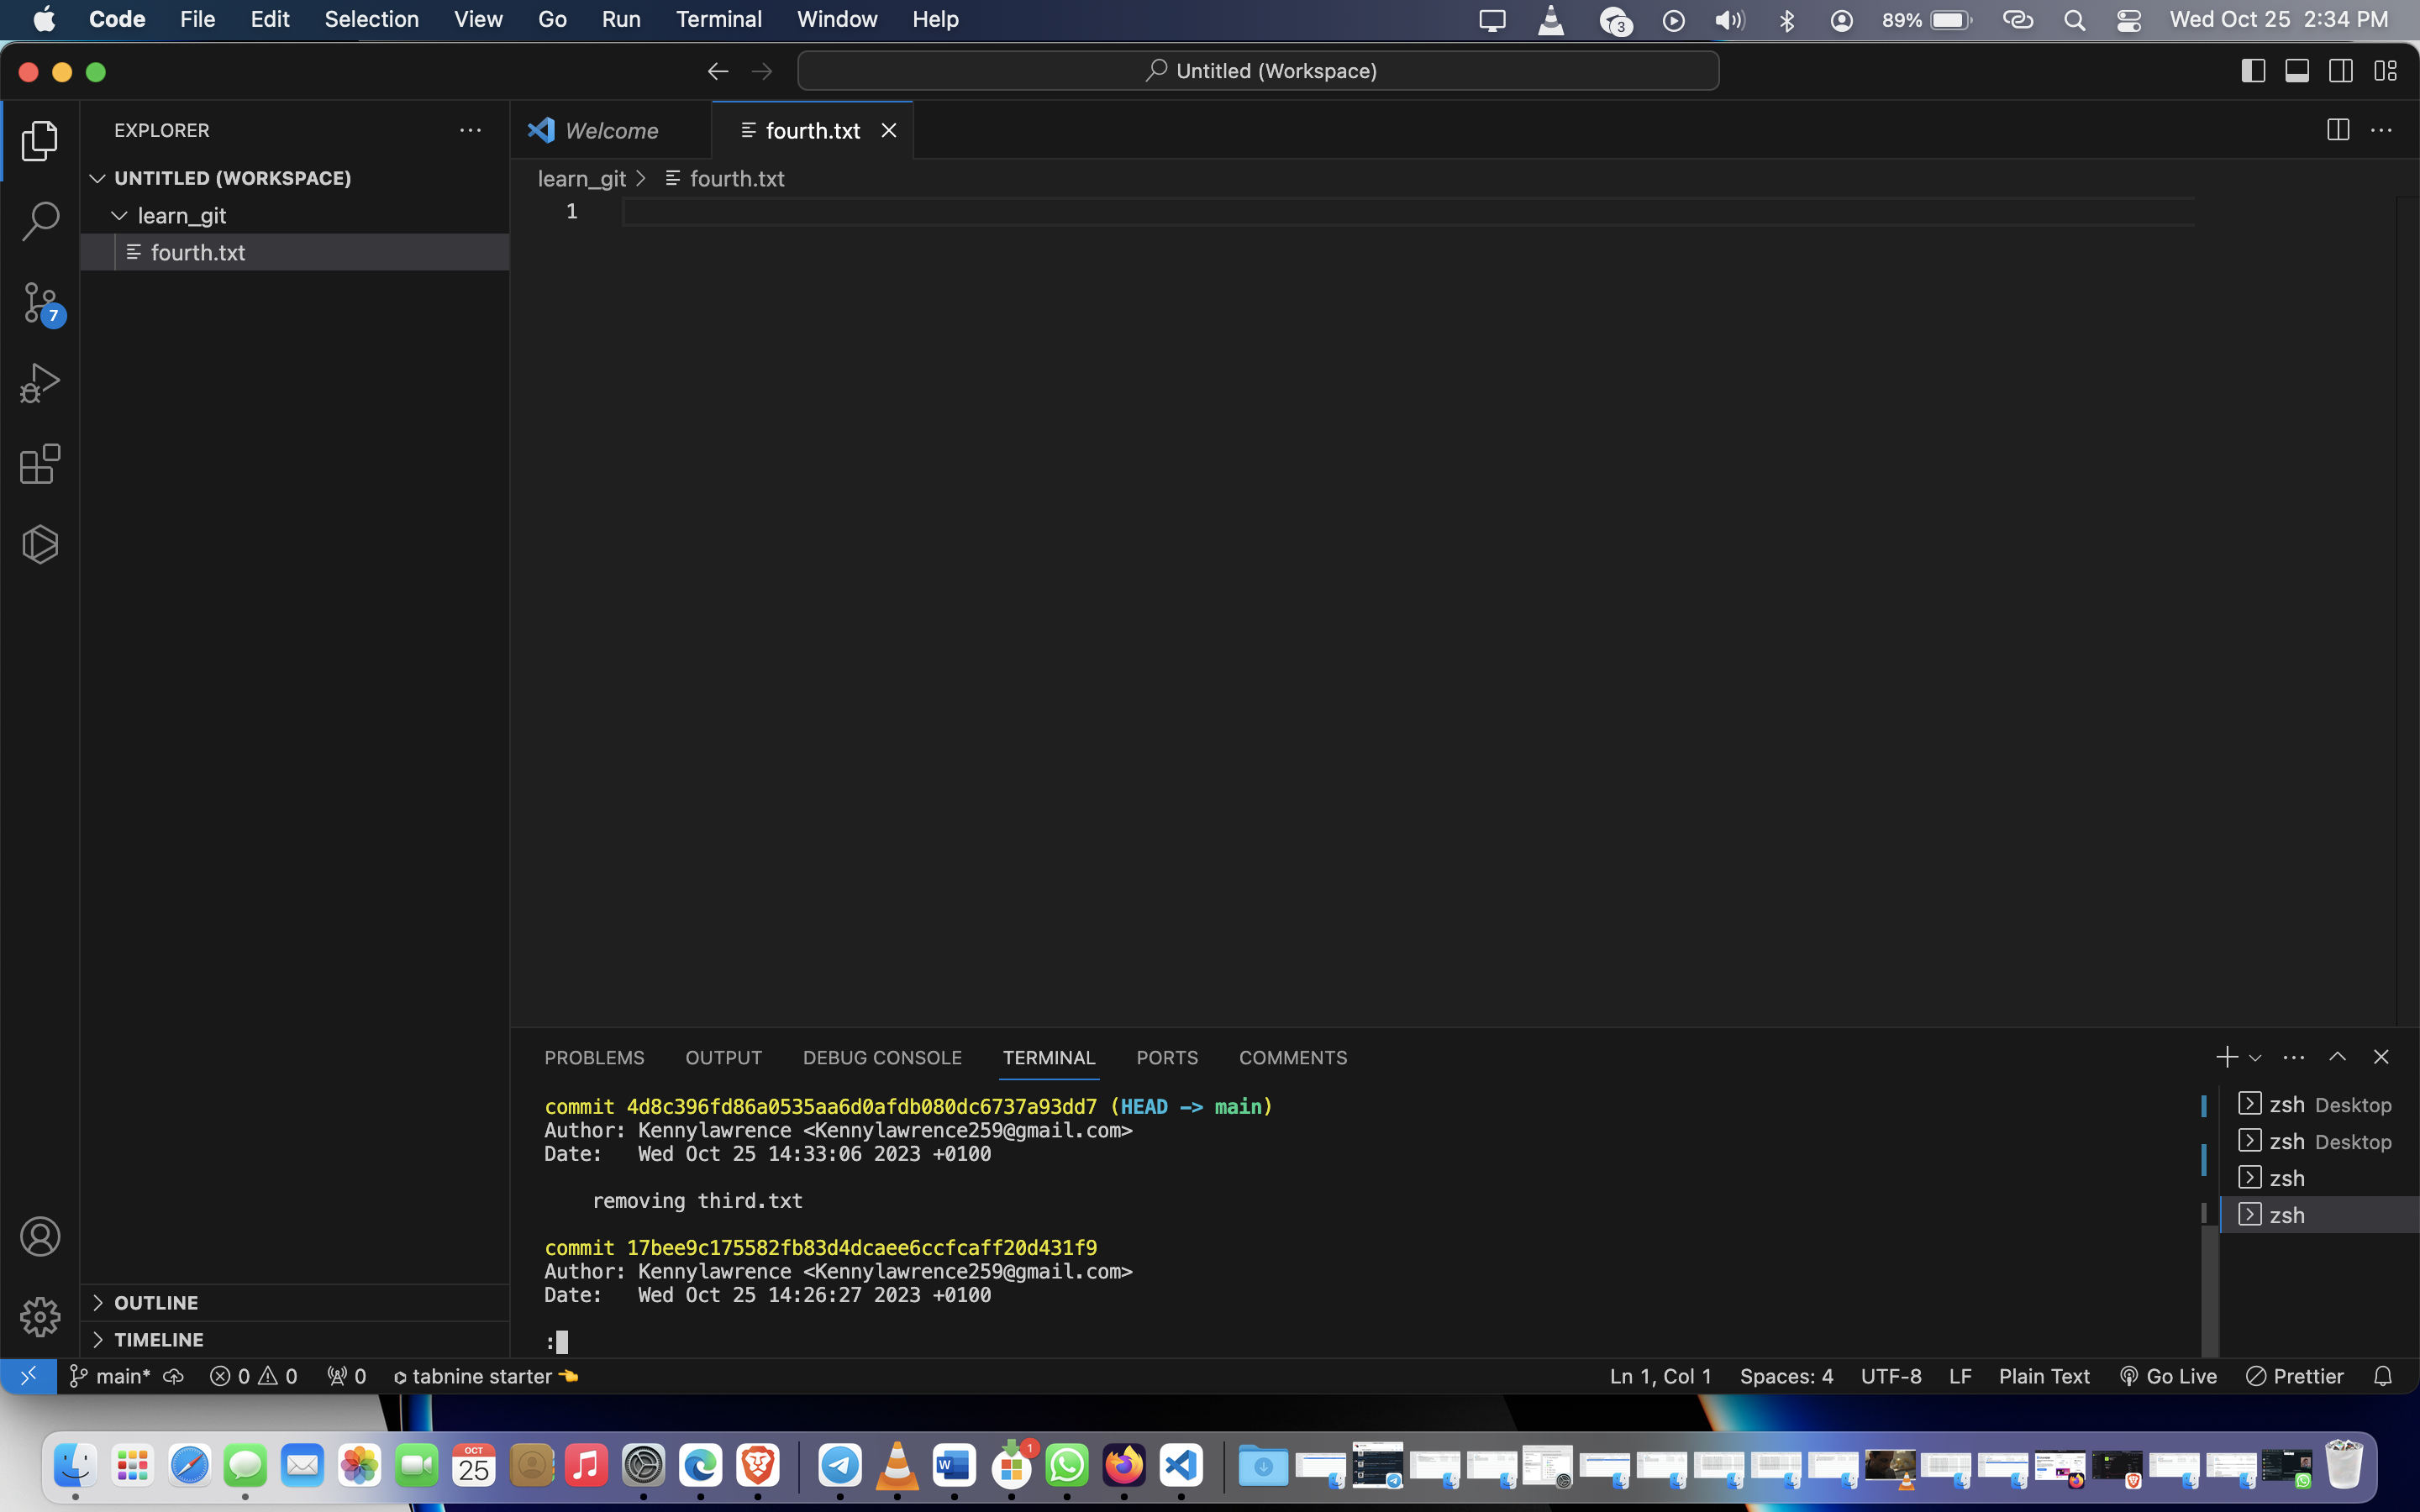 Code File Edit Selection View Go Run Terminal Window Help 3 89% Wed Oct 25 2:34 PM
Untitled (Workspace)
EXPLORER
Welcome
fourth.txt
UNTITLED (WORKSPACE)
learn_git
fourth.txt
learn_git > fourth.txt
1
7
PROBLEMS OUTPUT DEBUG CONSOLE TERMINAL PORTS COMMENTS
commit 4d8c396fd86a0535aa6d0afdb080dc6737a93dd7 (HEAD -> main)
Author: Kennylawrence <Kennylawrence259@gmail.com>
Date:   Wed Oct 25 14:33:06 2023 +0100
removing third.txt
commit 17bee9c175582fb83d4dcaee6ccfcaff20d431f9
Author: Kennylawrence <Kennylawrence259@gmail.com>
Date:   Wed Oct 25 14:26:27 2023 +0100
:
zsh Desktop
zsh Desktop
zsh
zsh
OUTLINE
TIMELINE
main* 0 0 0 tabnine starter Ln 1, Col 1 Spaces: 4 UTF-8 LF Plain Text Go Live Prettier
OCT
25
W
1